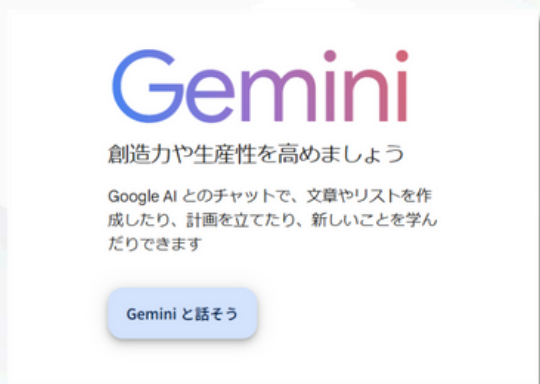 Gemini
創造力や生産性を高めましょう
Google AI とのチャットで、文章やリストを作
成したり、計画を立てたり、新しいことを学ん
だりできます
Gemini と話そう